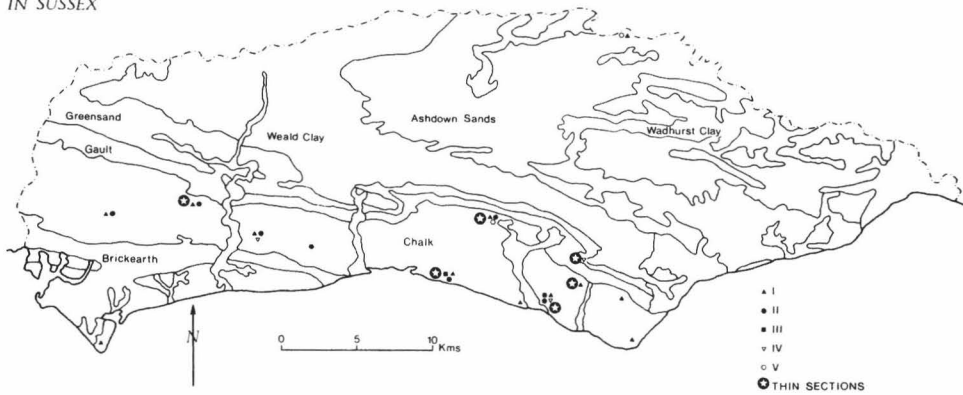 IN SUSSEX
Greensand
Weald Clay
Ashdown Sands
Wadhurst Clay
Gault
Chalk
Brickearth
N
0 5 10
Kms
I
II
III
IV
V
THIN SECTIONS